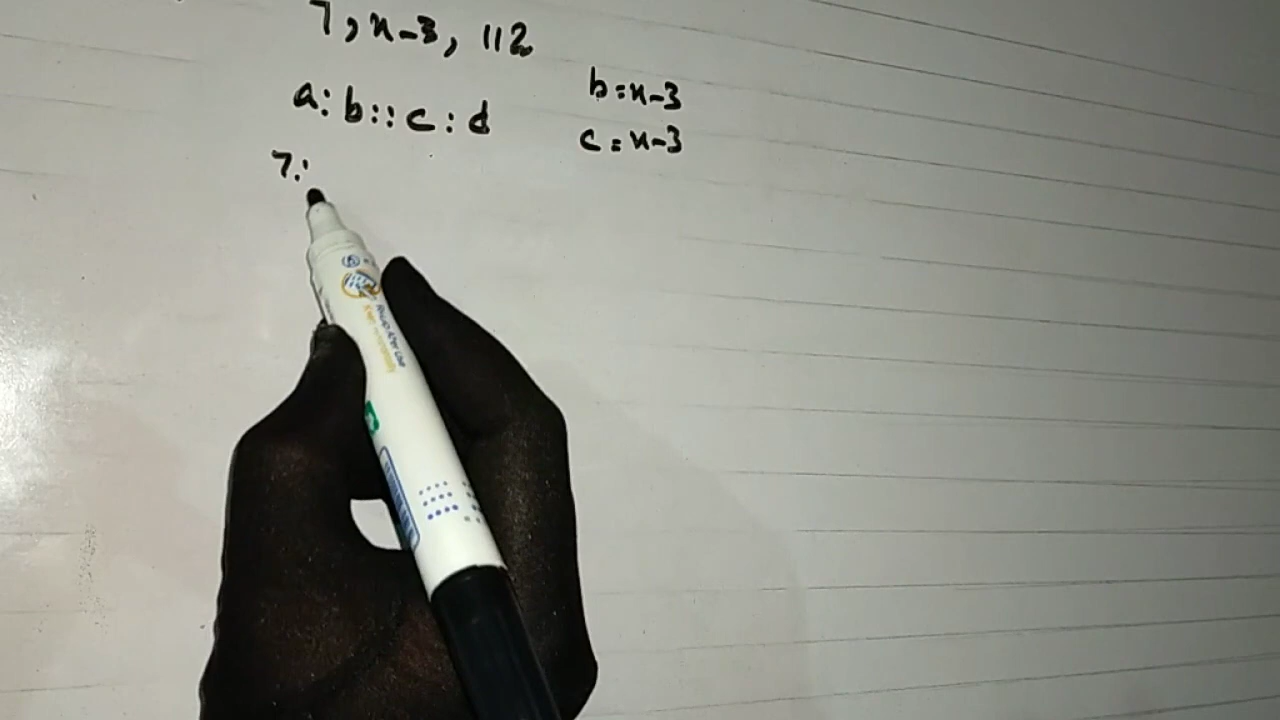 7, x-3, 112
a:b::c:d
b=x-3
c=x-3
7: